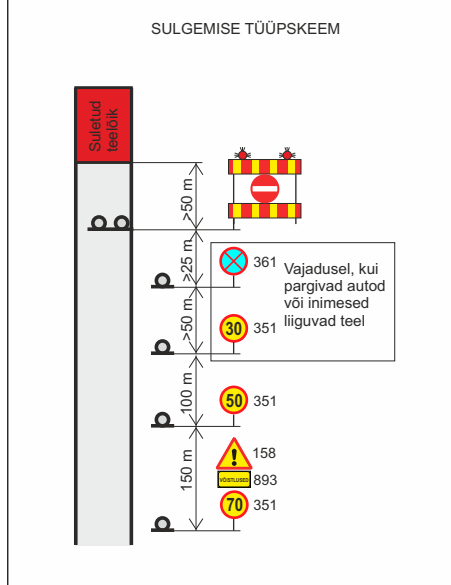 SULGEMISE TÜÜPSKEEM
Suletud
teelõik
>50 m
≥25 m
361
Vajadusel, kui
pargivad autod
või inimesed
liiguvad teel
>50 m
30
351
100 m
50
351
150 m
158
VÕISTLUSED
893
70
351